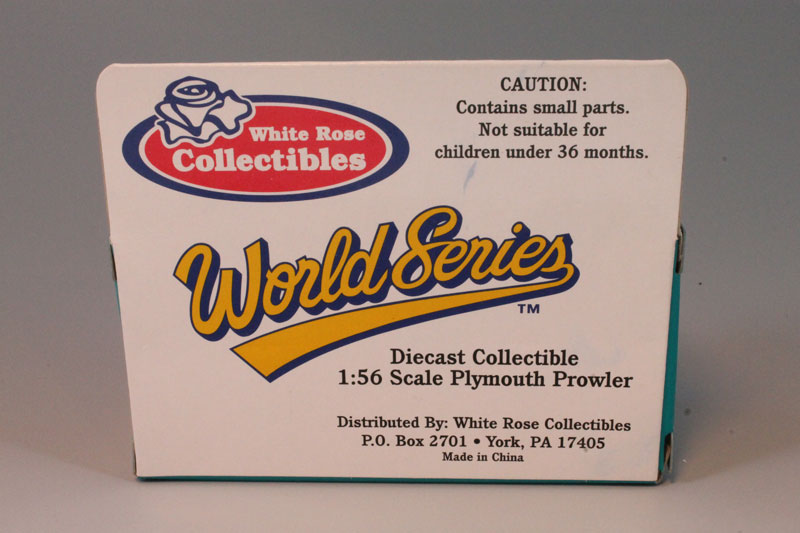 White Rose
Collectibles
CAUTION:
Contains small parts.
Not suitable for
children under 36 months.
World Series
TM
Diecast Collectible
1:56 Scale Plymouth Prowler
Distributed By: White Rose Collectibles
P.O. Box 2701 • York, PA 17405
Made in China